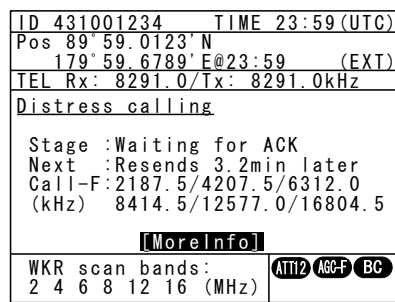 ID 431001234 TIME 23:59(UTC)
Pos 89°59.0123'N
179°59.6789'E@23:59 (EXT)
TEL Rx: 8291.0/Tx: 8291.0kHz
Distress calling
Stage :Waiting for ACK
Next :Resends 3.2min later
Call-F:2187.5/4207.5/6312.0
(kHz) 8414.5/12577.0/16804.5
[MoreInfo]
WKR scan bands:
2 4 6 8 12 16 (MHz)
ATT12 AGC-F BC